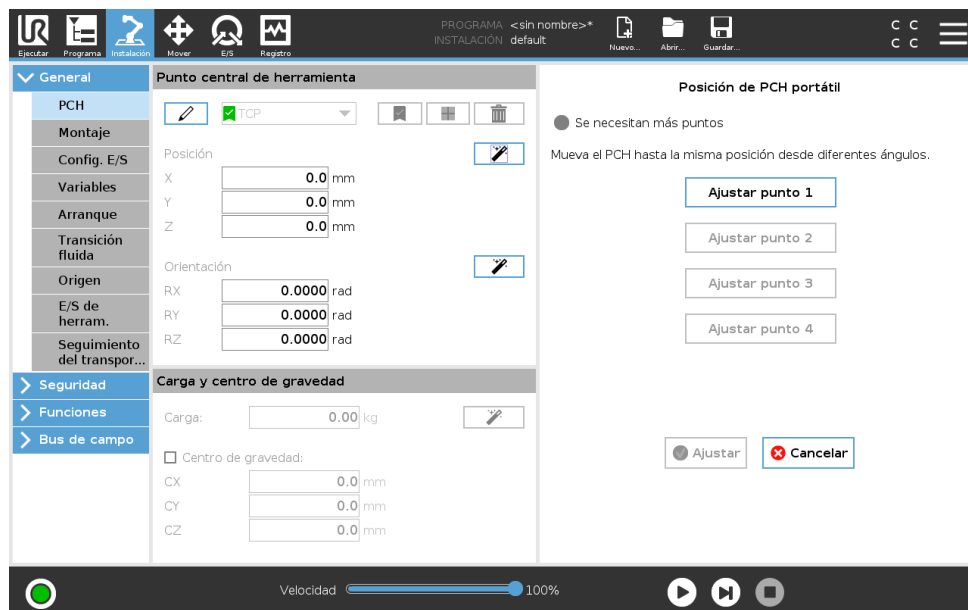 UR
PROGRAMA <sin nombre>*
INSTALACIÓN default
C C
C C
Ejecutar Programa Instalación Mover E/S Registro Nuevo... Abrir... Guardar...
General
PCH
Montaje
Config. E/S
Variables
Arranque
Transición
fluida
Origen
E/S de
herram.
Seguimiento
del transpor...
Seguridad
Funciones
Bus de campo
Punto central de herramienta
TCP
Posición
X 0.0 mm
Y 0.0 mm
Z 0.0 mm
Orientación
RX 0.0000 rad
RY 0.0000 rad
RZ 0.0000 rad
Carga y centro de gravedad
Carga: 0.00 kg
Centro de gravedad:
CX 0.0 mm
CY 0.0 mm
CZ 0.0 mm
Posición de PCH portátil
Se necesitan más puntos
Mueva el PCH hasta la misma posición desde diferentes ángulos.
Ajustar punto 1
Ajustar punto 2
Ajustar punto 3
Ajustar punto 4
Ajustar Cancelar
Velocidad 100%